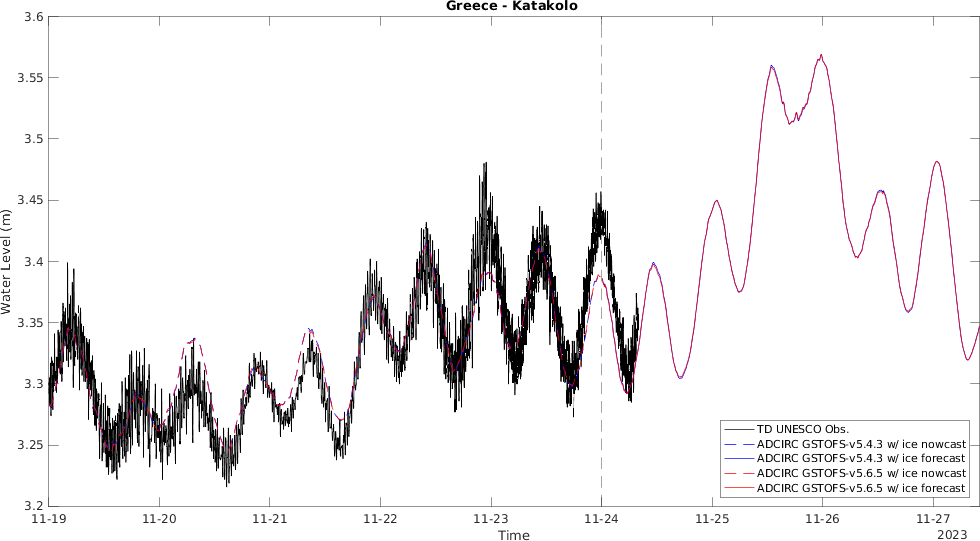 Greece - Katakolo
3.6
3.55
3.5
3.45
3.4
3.35
3.3
3.25
3.2
Water Level (m)
11-19 11-20 11-21 11-22 11-23 11-24 11-25 11-26 11-27
Time
2023
TD UNESCO Obs.
ADCIRC GSTOFS-v5.4.3 w/ ice nowcast
ADCIRC GSTOFS-v5.4.3 w/ ice forecast
ADCIRC GSTOFS-v5.6.5 w/ ice nowcast
ADCIRC GSTOFS-v5.6.5 w/ ice forecast